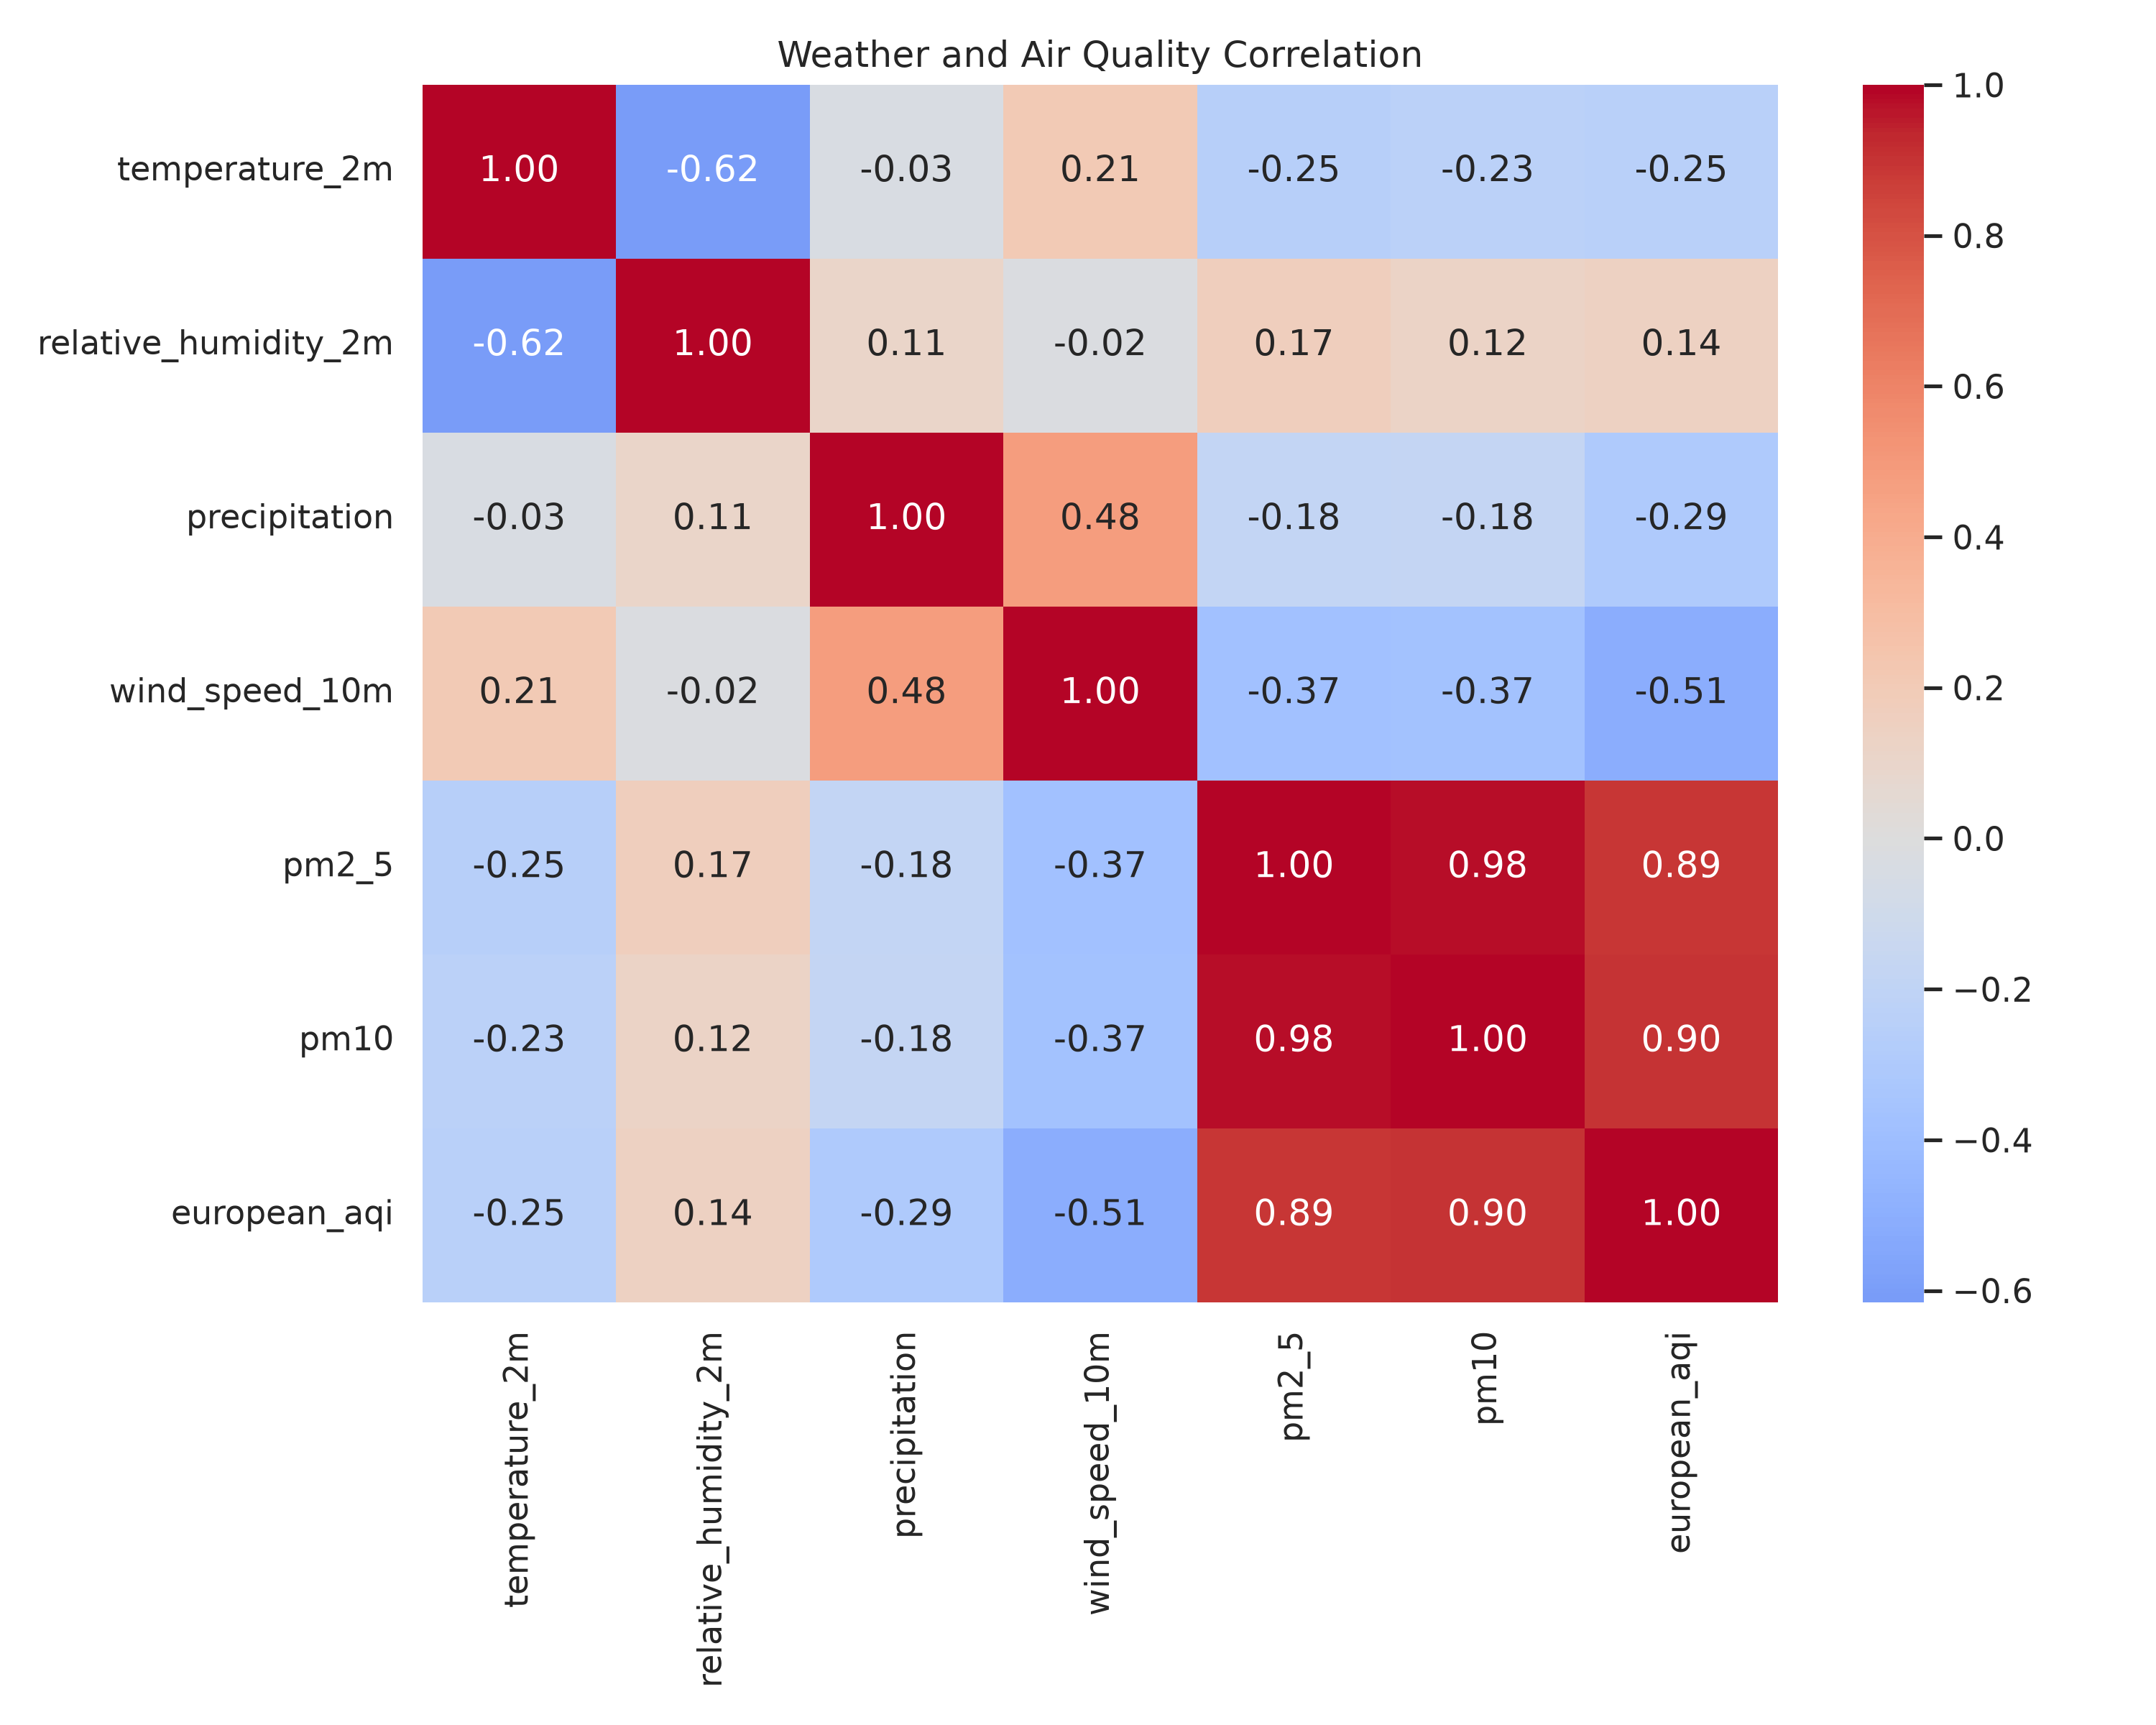 Weather and Air Quality Correlation
temperature_2m 1.00 -0.62 -0.03 0.21 -0.25 -0.23 -0.25
relative_humidity_2m -0.62 1.00 0.11 -0.02 0.17 0.12 0.14
precipitation -0.03 0.11 1.00 0.48 -0.18 -0.18 -0.29
wind_speed_10m 0.21 -0.02 0.48 1.00 -0.37 -0.37 -0.51
pm2_5 -0.25 0.17 -0.18 -0.37 1.00 0.98 0.89
pm10 -0.23 0.12 -0.18 -0.37 0.98 1.00 0.90
european_aqi -0.25 0.14 -0.29 -0.51 0.89 0.90 1.00
temperature_2m
relative_humidity_2m
precipitation
wind_speed_10m
pm2_5
pm10
european_aqi
1.0
0.8
0.6
0.4
0.2
0.0
−0.2
−0.4
−0.6